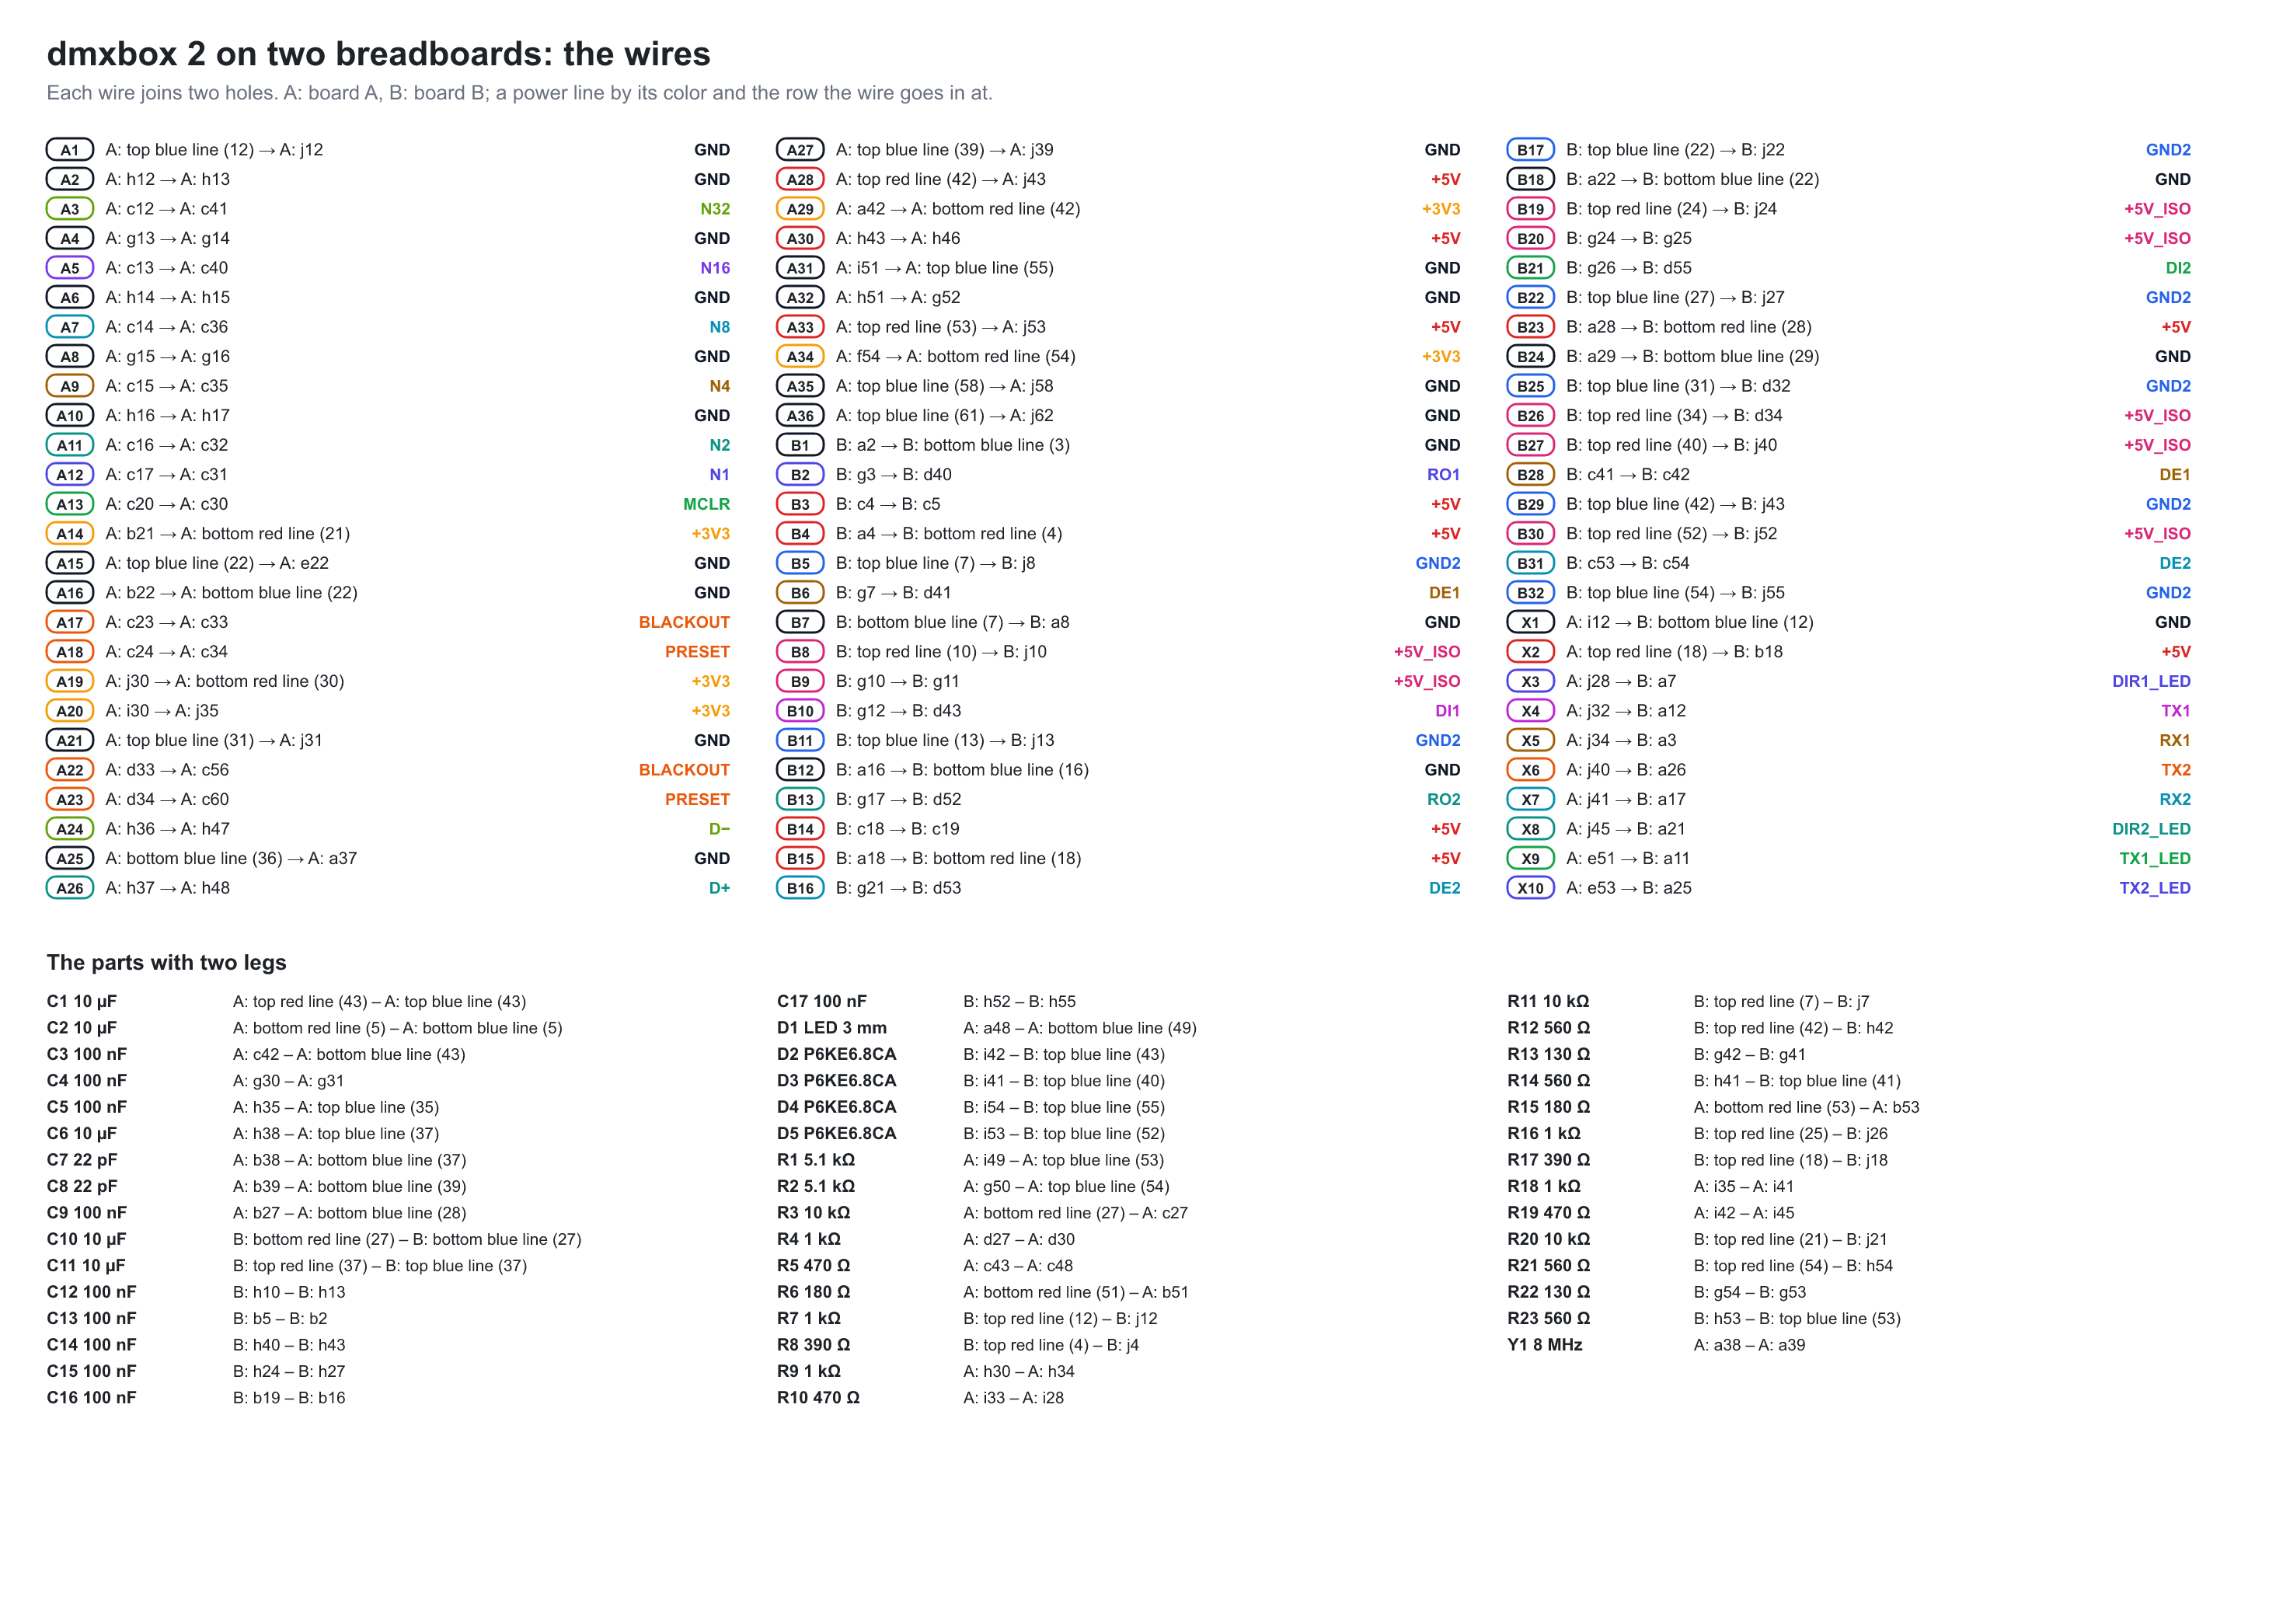 dmxbox 2 on two breadboards: the wires
Each wire joins two holes. A: board A, B: board B; a power line by its color and the row the wire goes in at.
A1 A: top blue line (12) → A: j12 GND
A2 A: h12 → A: h13 GND
A3 A: c12 → A: c41 N32
A4 A: g13 → A: g14 GND
A5 A: c13 → A: c40 N16
A6 A: h14 → A: h15 GND
A7 A: c14 → A: c36 N8
A8 A: g15 → A: g16 GND
A9 A: c15 → A: c35 N4
A10 A: h16 → A: h17 GND
A11 A: c16 → A: c32 N2
A12 A: c17 → A: c31 N1
A13 A: c20 → A: c30 MCLR
A14 A: b21 → A: bottom red line (21) +3V3
A15 A: top blue line (22) → A: e22 GND
A16 A: b22 → A: bottom blue line (22) GND
A17 A: c23 → A: c33 BLACKOUT
A18 A: c24 → A: c34 PRESET
A19 A: j30 → A: bottom red line (30) +3V3
A20 A: i30 → A: j35 +3V3
A21 A: top blue line (31) → A: j31 GND
A22 A: d33 → A: c56 BLACKOUT
A23 A: d34 → A: c60 PRESET
A24 A: h36 → A: h47 D−
A25 A: bottom blue line (36) → A: a37 GND
A26 A: h37 → A: h48 D+
A27 A: top blue line (39) → A: j39 GND
A28 A: top red line (42) → A: j43 +5V
A29 A: a42 → A: bottom red line (42) +3V3
A30 A: h43 → A: h46 +5V
A31 A: i51 → A: top blue line (55) GND
A32 A: h51 → A: g52 GND
A33 A: top red line (53) → A: j53 +5V
A34 A: f54 → A: bottom red line (54) +3V3
A35 A: top blue line (58) → A: j58 GND
A36 A: top blue line (61) → A: j62 GND
B1 B: a2 → B: bottom blue line (3) GND
B2 B: g3 → B: d40 RO1
B3 B: c4 → B: c5 +5V
B4 B: a4 → B: bottom red line (4) +5V
B5 B: top blue line (7) → B: j8 GND2
B6 B: g7 → B: d41 DE1
B7 B: bottom blue line (7) → B: a8 GND
B8 B: top red line (10) → B: j10 +5V_ISO
B9 B: g10 → B: g11 +5V_ISO
B10 B: g12 → B: d43 DI1
B11 B: top blue line (13) → B: j13 GND2
B12 B: a16 → B: bottom blue line (16) GND
B13 B: g17 → B: d52 RO2
B14 B: c18 → B: c19 +5V
B15 B: a18 → B: bottom red line (18) +5V
B16 B: g21 → B: d53 DE2
B17 B: top blue line (22) → B: j22 GND2
B18 B: a22 → B: bottom blue line (22) GND
B19 B: top red line (24) → B: j24 +5V_ISO
B20 B: g24 → B: g25 +5V_ISO
B21 B: g26 → B: d55 DI2
B22 B: top blue line (27) → B: j27 GND2
B23 B: a28 → B: bottom red line (28) +5V
B24 B: a29 → B: bottom blue line (29) GND
B25 B: top blue line (31) → B: d32 GND2
B26 B: top red line (34) → B: d34 +5V_ISO
B27 B: top red line (40) → B: j40 +5V_ISO
B28 B: c41 → B: c42 DE1
B29 B: top blue line (42) → B: j43 GND2
B30 B: top red line (52) → B: j52 +5V_ISO
B31 B: c53 → B: c54 DE2
B32 B: top blue line (54) → B: j55 GND2
X1 A: i12 → B: bottom blue line (12) GND
X2 A: top red line (18) → B: b18 +5V
X3 A: j28 → B: a7 DIR1_LED
X4 A: j32 → B: a12 TX1
X5 A: j34 → B: a3 RX1
X6 A: j40 → B: a26 TX2
X7 A: j41 → B: a17 RX2
X8 A: j45 → B: a21 DIR2_LED
X9 A: e51 → B: a11 TX1_LED
X10 A: e53 → B: a25 TX2_LED
The parts with two legs
C1 10 µF A: top red line (43) – A: top blue line (43)
C2 10 µF A: bottom red line (5) – A: bottom blue line (5)
C3 100 nF A: c42 – A: bottom blue line (43)
C4 100 nF A: g30 – A: g31
C5 100 nF A: h35 – A: top blue line (35)
C6 10 µF A: h38 – A: top blue line (37)
C7 22 pF A: b38 – A: bottom blue line (37)
C8 22 pF A: b39 – A: bottom blue line (39)
C9 100 nF A: b27 – A: bottom blue line (28)
C10 10 µF B: bottom red line (27) – B: bottom blue line (27)
C11 10 µF B: top red line (37) – B: top blue line (37)
C12 100 nF B: h10 – B: h13
C13 100 nF B: b5 – B: b2
C14 100 nF B: h40 – B: h43
C15 100 nF B: h24 – B: h27
C16 100 nF B: b19 – B: b16
C17 100 nF B: h52 – B: h55
D1 LED 3 mm A: a48 – A: bottom blue line (49)
D2 P6KE6.8CA B: i42 – B: top blue line (43)
D3 P6KE6.8CA B: i41 – B: top blue line (40)
D4 P6KE6.8CA B: i54 – B: top blue line (55)
D5 P6KE6.8CA B: i53 – B: top blue line (52)
R1 5.1 kΩ A: i49 – A: top blue line (53)
R2 5.1 kΩ A: g50 – A: top blue line (54)
R3 10 kΩ A: bottom red line (27) – A: c27
R4 1 kΩ A: d27 – A: d30
R5 470 Ω A: c43 – A: c48
R6 180 Ω A: bottom red line (51) – A: b51
R7 1 kΩ B: top red line (12) – B: j12
R8 390 Ω B: top red line (4) – B: j4
R9 1 kΩ A: h30 – A: h34
R10 470 Ω A: i33 – A: i28
R11 10 kΩ B: top red line (7) – B: j7
R12 560 Ω B: top red line (42) – B: h42
R13 130 Ω B: g42 – B: g41
R14 560 Ω B: h41 – B: top blue line (41)
R15 180 Ω A: bottom red line (53) – A: b53
R16 1 kΩ B: top red line (25) – B: j26
R17 390 Ω B: top red line (18) – B: j18
R18 1 kΩ A: i35 – A: i41
R19 470 Ω A: i42 – A: i45
R20 10 kΩ B: top red line (21) – B: j21
R21 560 Ω B: top red line (54) – B: h54
R22 130 Ω B: g54 – B: g53
R23 560 Ω B: h53 – B: top blue line (53)
Y1 8 MHz A: a38 – A: a39